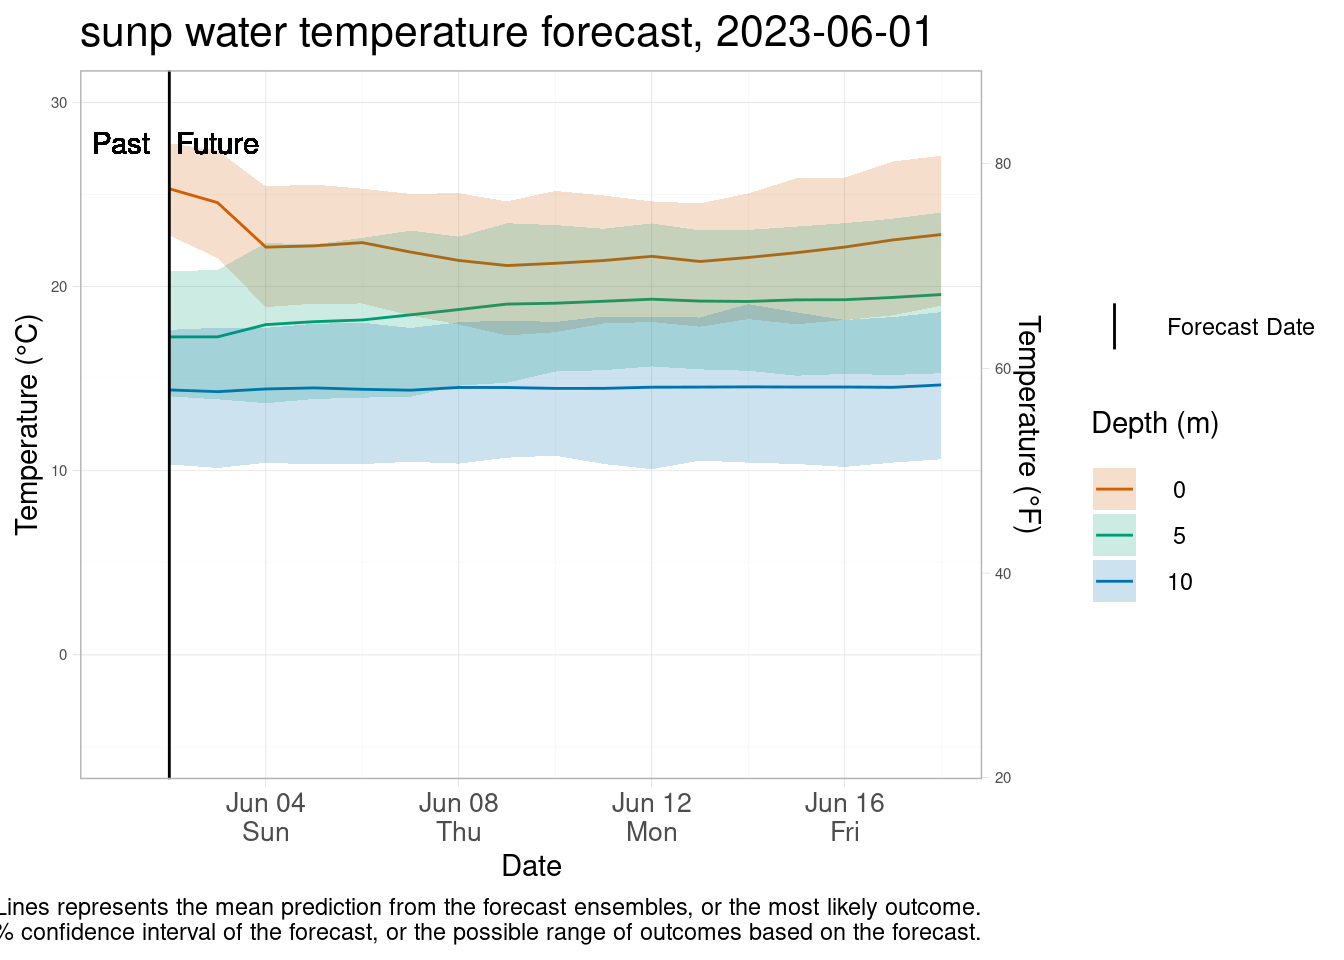 sunp water temperature forecast, 2023-06-01
Past
Future
30
20
10
0
Temperature (°C)
80
60
40
20
Temperature (°F)
Jun 04
Sun
Jun 08
Thu
Jun 12
Mon
Jun 16
Fri
Date
Forecast Date
Depth (m)
0
5
10
Lines represents the mean prediction from the forecast ensembles, or the most likely outcome.
% confidence interval of the forecast, or the possible range of outcomes based on the forecast.